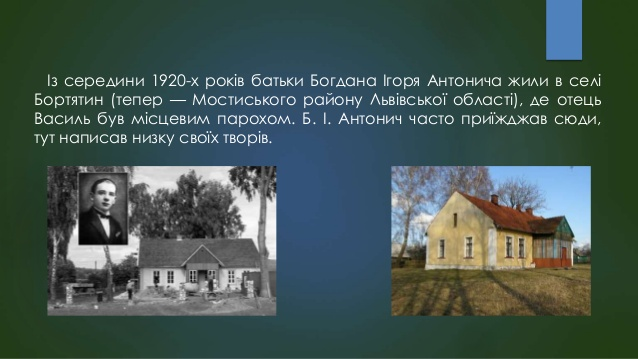 Із середини 1920-х років батьки Богдана Ігоря Антонича жили в селі
Бортятин (тепер — Мостиського району Львівської області), де отець
Василь був місцевим парохом. Б. І. Антонич часто приїжджав сюди,
тут написав низку своїх творів.